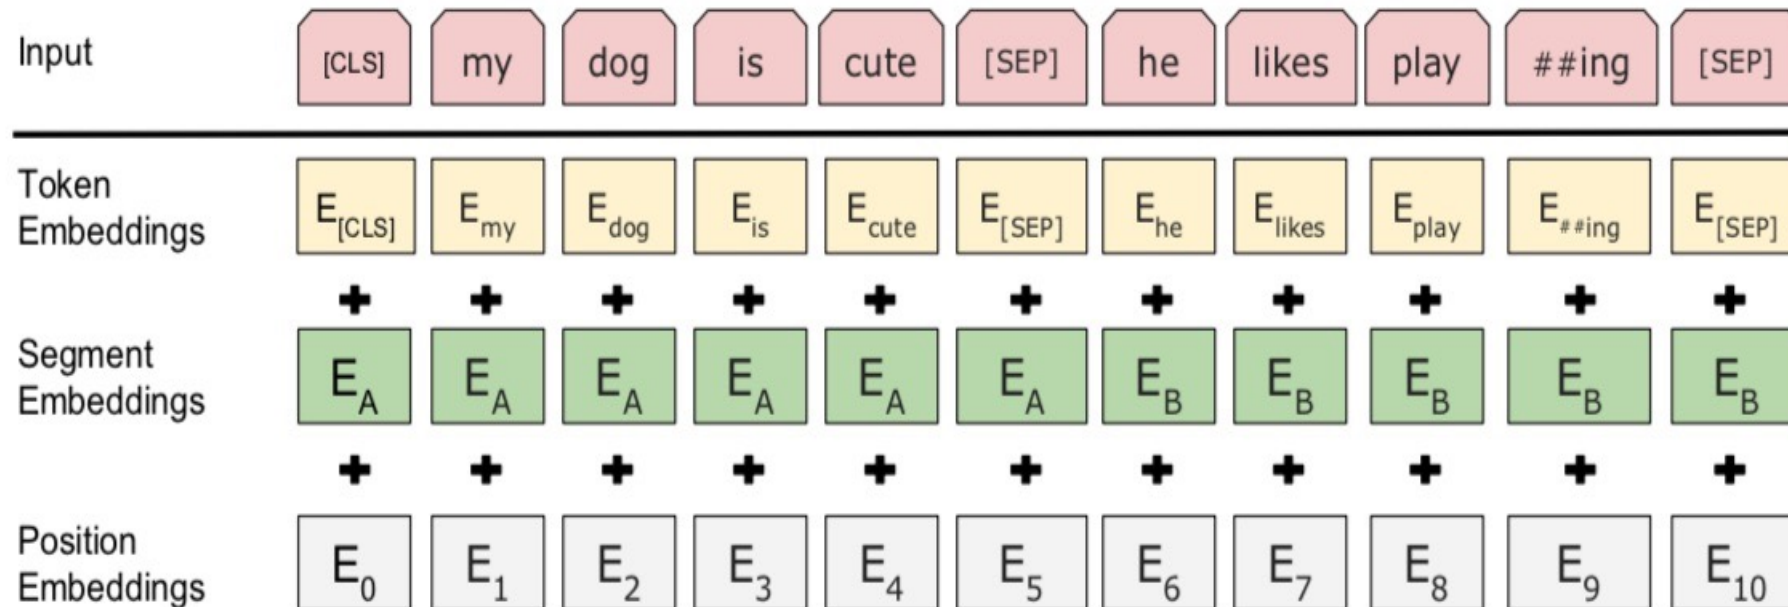 Input [CLS] my dog is cute [SEP] he likes play ##ing [SEP]
Token
Embeddings
E[CLS] Emy Edog Eis Ecute E[SEP] Ehe Elikes Eplay E##ing E[SEP]
Segment
Embeddings
EA EA EA EA EA EA EB EB EB EB EB
Position
Embeddings
E0 E1 E2 E3 E4 E5 E6 E7 E8 E9 E10